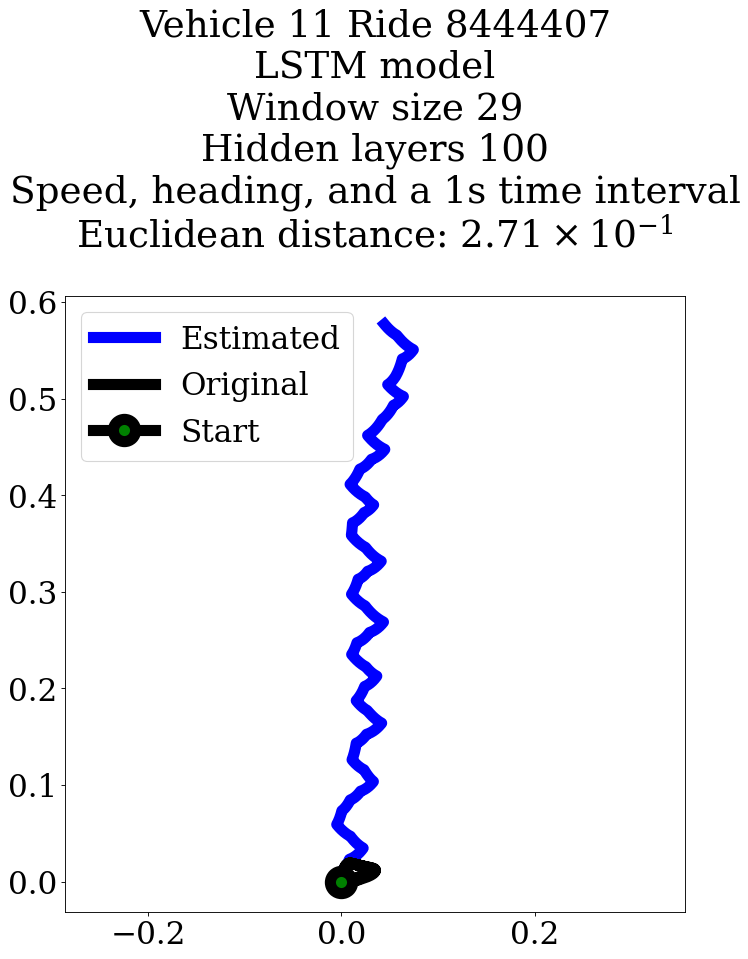 Vehicle 11 Ride 8444407
LSTM model
Window size 29
Hidden layers 100
Speed, heading, and a 1s time interval
Euclidean distance: 2.71 × 10⁻¹
0.6
0.5
0.4
0.3
0.2
0.1
0.0
Estimated
Original
Start
−0.2
0.0
0.2